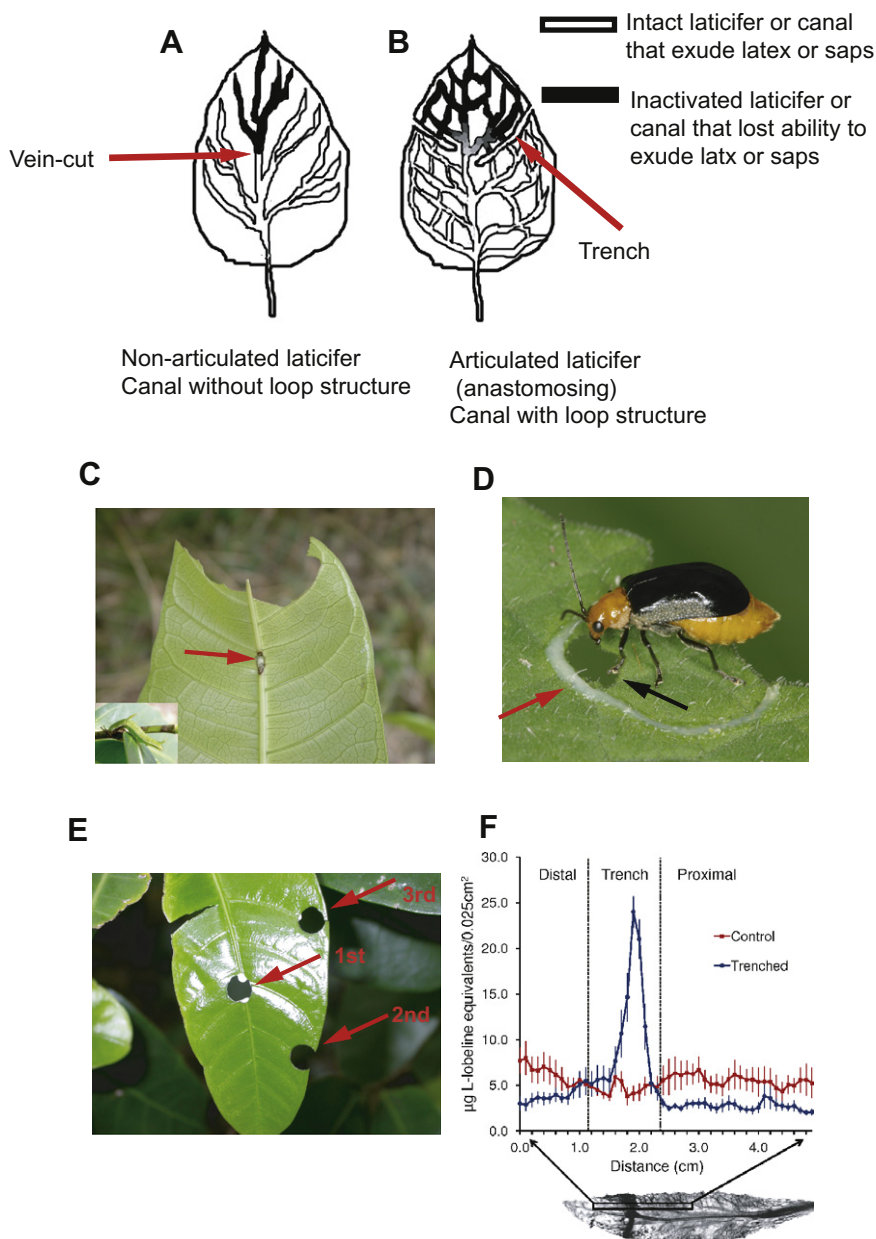 A
B
Intact laticifer or canal
that exude latex or saps
Inactivated laticifer or
canal that lost ability to
exude latx or saps
Vein-cut
Trench
Non-articulated laticifer
Canal without loop structure
Articulated laticifer
(anastomosing)
Canal with loop structure
C
D
E
3rd
1st
2nd
F
30.0
25.0
20.0
15.0
10.0
5.0
0.0
µg L-lobeline equivalents/0.025cm²
Distal
Trench
Proximal
Control
Trenched
0.0 1.0 2.0 3.0 4.0
Distance (cm)